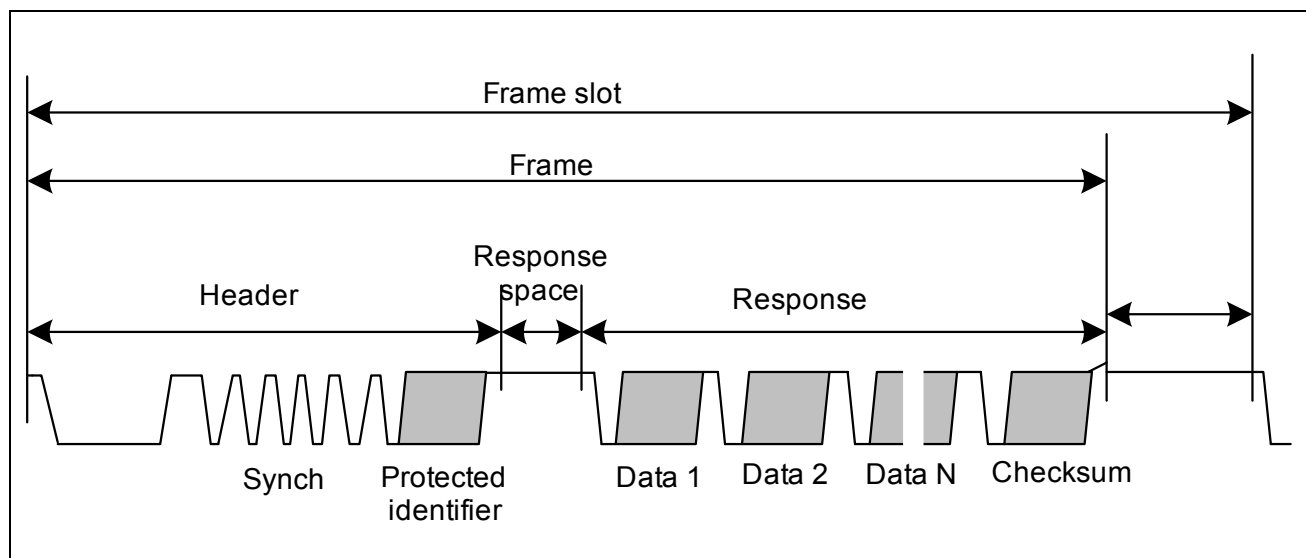 Frame slot
Frame
Response
space
Header
Response
Synch
Protected
identifier
Data 1
Data 2
Data N
Checksum